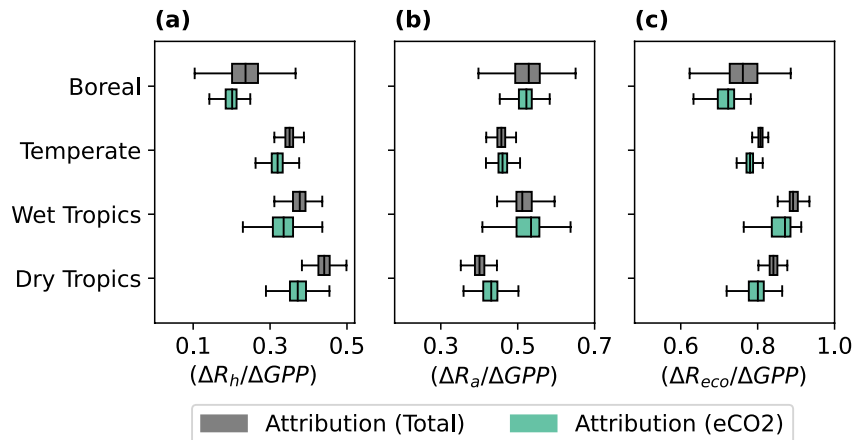 (a) (b) (c)
Boreal
Temperate
Wet Tropics
Dry Tropics
0.1 0.3 0.5 0.3 0.5 0.7 0.6 0.8 1.0
(ΔR_h/ΔGPP) (ΔR_a/ΔGPP) (ΔR_eco/ΔGPP)
Attribution (Total) Attribution (eCO2)